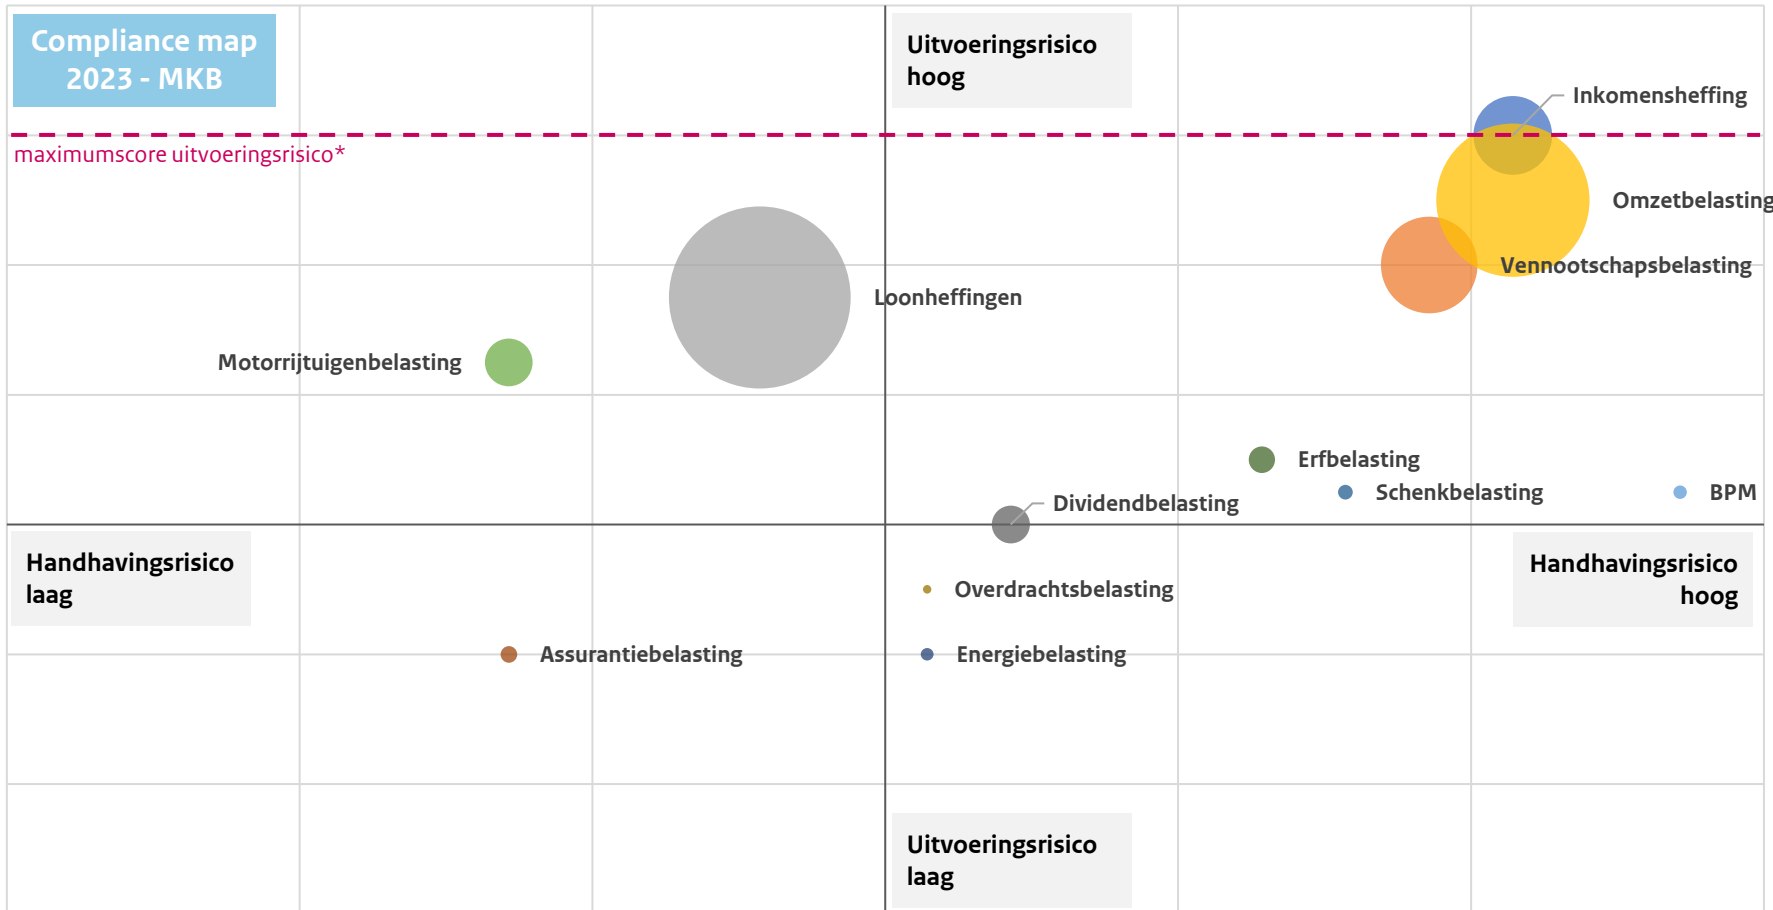 Compliance map
2023 - MKB
Uitvoeringsrisico
hoog
Inkomensheffing
maximumscore uitvoeringsrisico*
Omzetbelasting
Vennootschapsbelasting
Loonheffingen
Motorrijtuigenbelasting
Erfbelasting
Schenkbelasting
BPM
Dividendbelasting
Handhavingsrisico
laag
Handhavingsrisico
hoog
Overdrachtsbelasting
Assurantiebelasting
Energiebelasting
Uitvoeringsrisico
laag